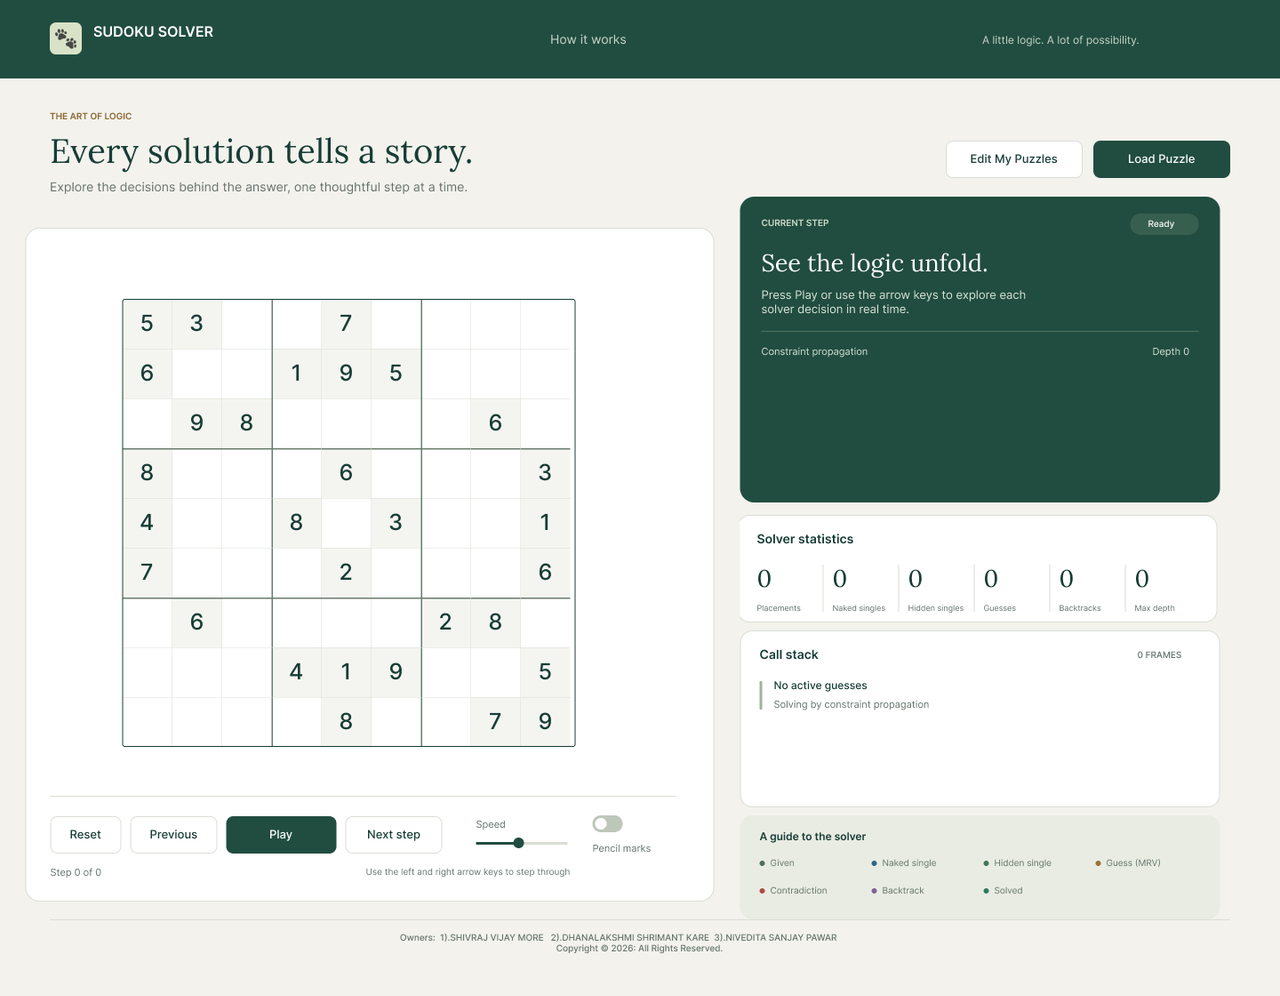 SUDOKU SOLVER
How it works
A little logic. A lot of possibility.
THE ART OF LOGIC
Every solution tells a story.
Explore the decisions behind the answer, one thoughtful step at a time.
Edit My Puzzles
Load Puzzle
5 3 7
6 1 9 5
9 8 6
8 6 3
4 8 3 1
7 2 6
6 2 8
4 1 9 5
8 7 9
Reset
Previous
Play
Next step
Speed
Pencil marks
Step 0 of 0
Use the left and right arrow keys to step through
CURRENT STEP
Ready
See the logic unfold.
Press Play or use the arrow keys to explore each
solver decision in real time.
Constraint propagation
Depth 0
Solver statistics
0 0 0 0 0 0
Placements Naked singles Hidden singles Guesses Backtracks Max depth
Call stack
0 FRAMES
No active guesses
Solving by constraint propagation
A guide to the solver
Given Naked single Hidden single Guess (MRV)
Contradiction Backtrack Solved
Owners: 1).SHIVRAJ VIJAY MORE 2).DHANALAKSHMI SHRIMANT KARE 3).NIVEDITA SANJAY PAWAR
Copyright © 2026: All Rights Reserved.